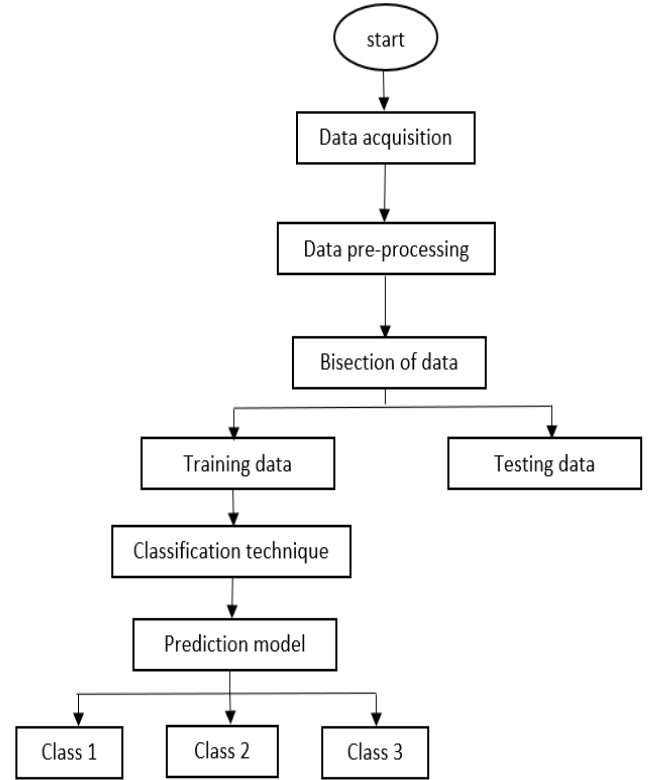 start
Data acquisition
Data pre-processing
Bisection of data
Training data
Testing data
Classification technique
Prediction model
Class 1
Class 2
Class 3